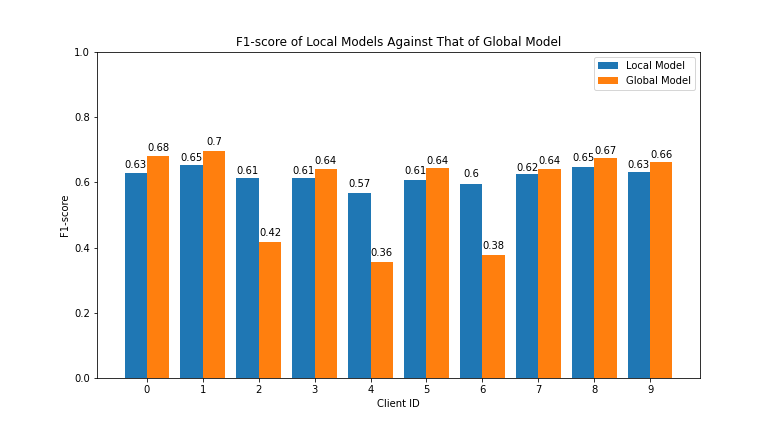 F1-score of Local Models Against That of Global Model
1.0
0.8
0.6
0.4
0.2
0.0
F1-score
Local Model
Global Model
0.63 0.68 0.65 0.7 0.61 0.42 0.61 0.64 0.57 0.36 0.61 0.64 0.6 0.38 0.62 0.64 0.65 0.67 0.63 0.66
0 1 2 3 4 5 6 7 8 9
Client ID